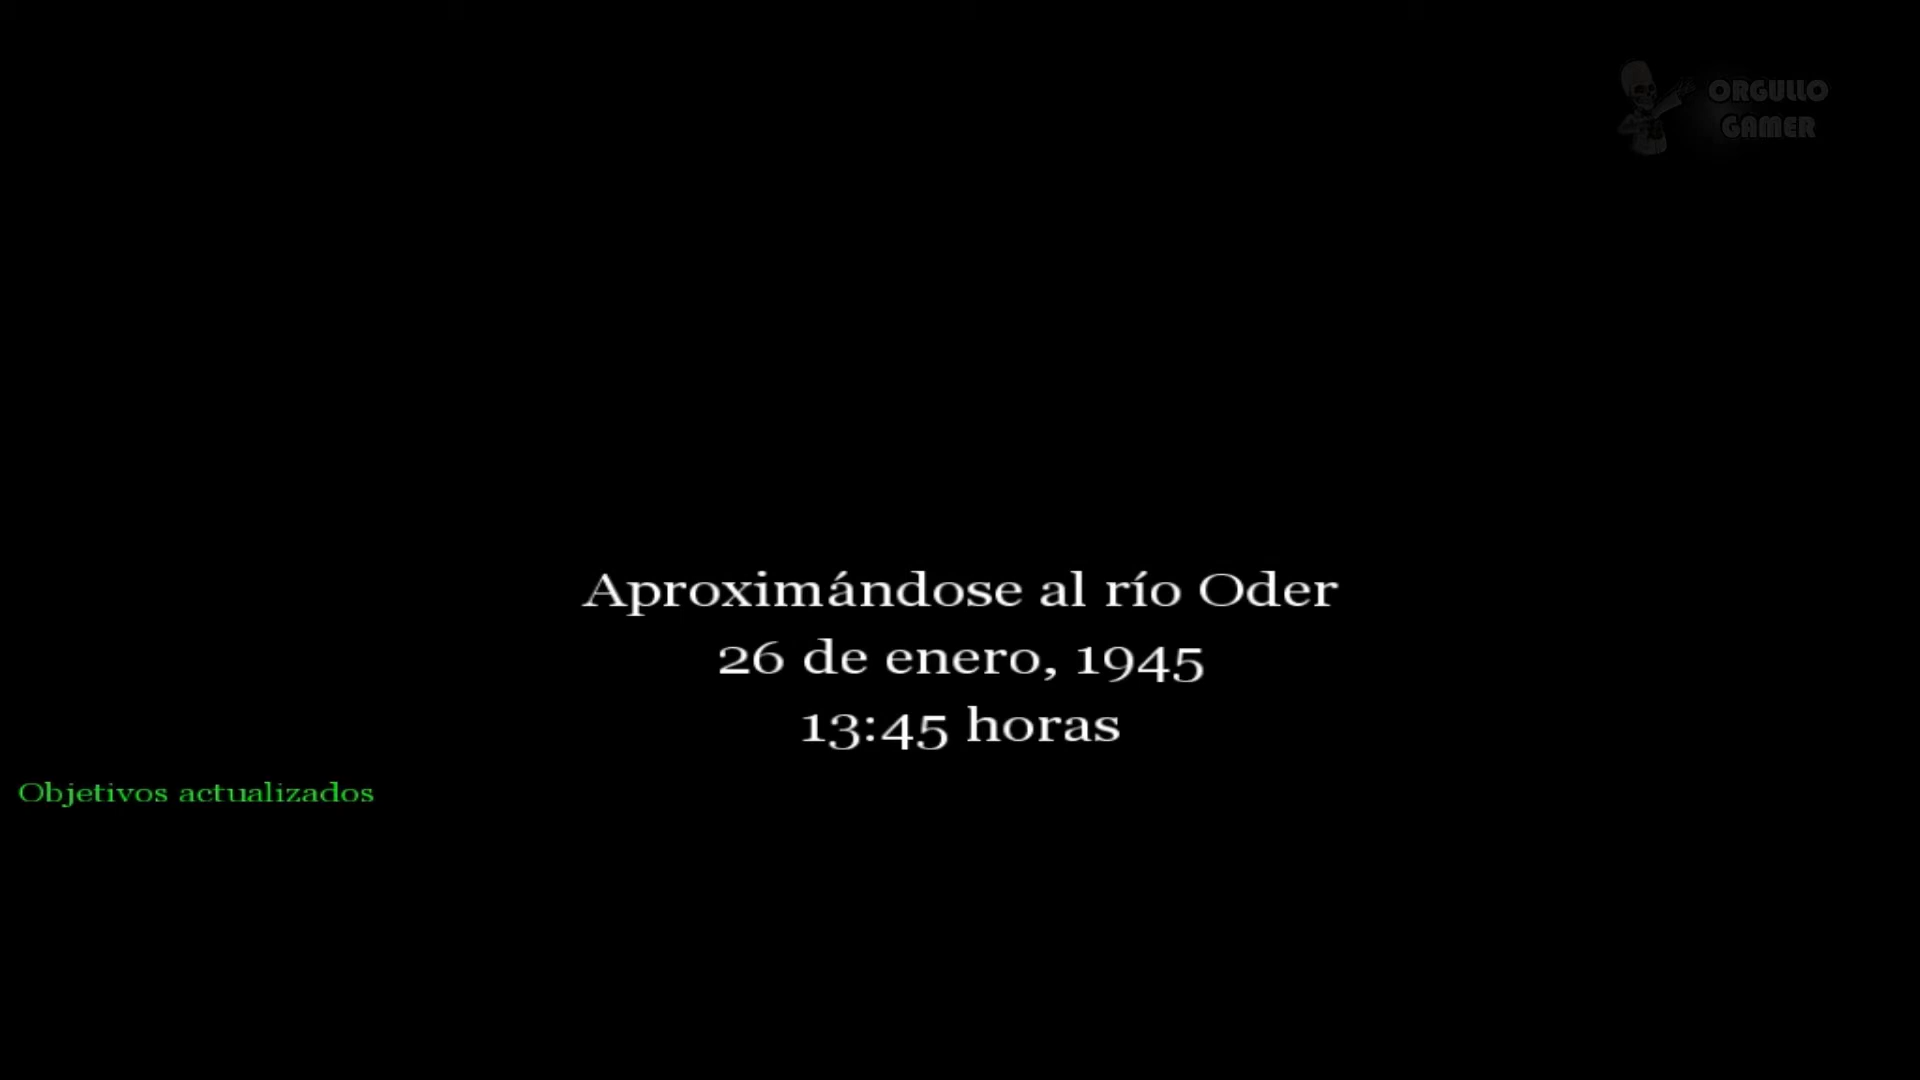 ORGULLO
GAMER
Aproximándose al río Oder
26 de enero, 1945
13:45 horas
Objetivos actualizados